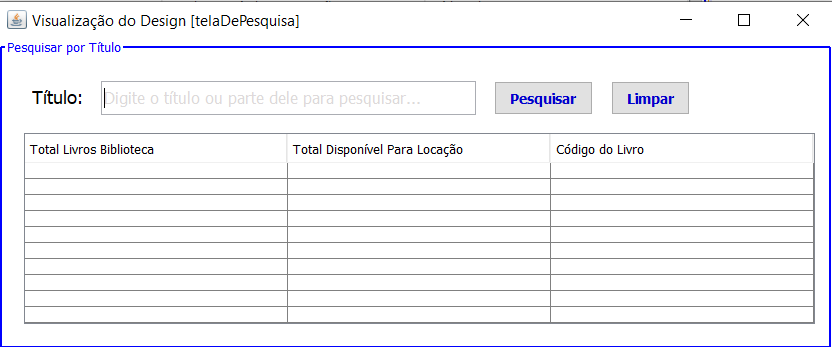 Visualização do Design [telaDePesquisa]
Pesquisar por Título
Título: Digite o título ou parte dele para pesquisar... Pesquisar Limpar
Total Livros Biblioteca Total Disponível Para Locação Código do Livro